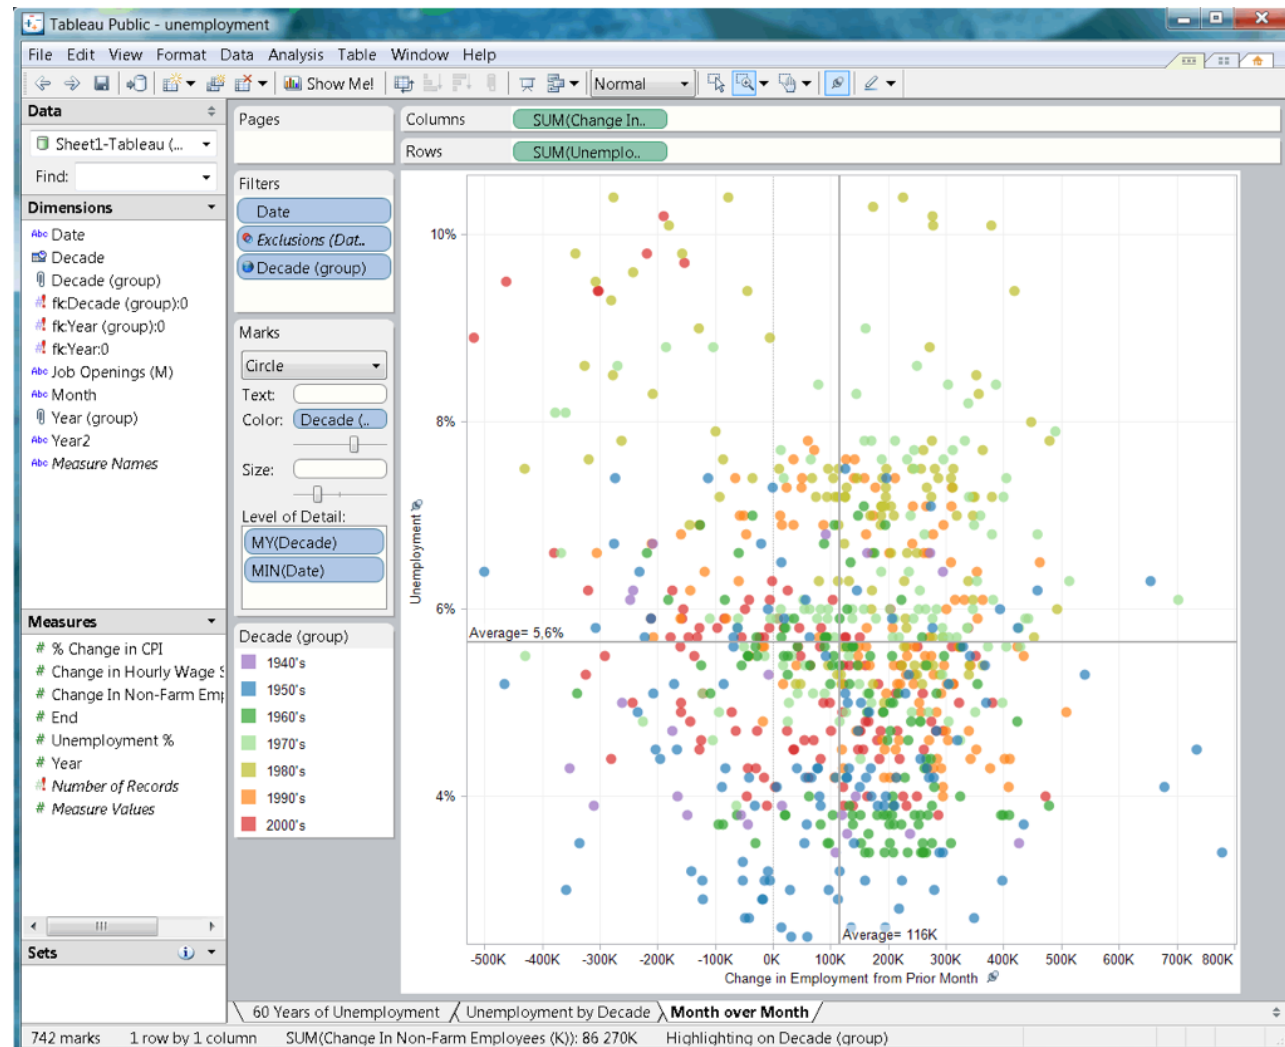 Tableau Public - unemployment
File Edit View Format Data Analysis Table Window Help
Show Me! Normal
Data
Sheet1-Tableau (...
Find:
Dimensions
Abc Date
Decade
Decade (group)
fk:Decade (group):0
fk:Year (group):0
fk:Year:0
Abc Job Openings (M)
Abc Month
Year (group)
Abc Year2
Abc Measure Names
Measures
# % Change in CPI
# Change in Hourly Wage S
# Change In Non-Farm Emp
# End
# Unemployment %
# Year
Number of Records
# Measure Values
Sets
Pages
Filters
Date
Exclusions (Dat..
Decade (group)
Marks
Circle
Text:
Color: Decade (..
Size:
Level of Detail:
MY(Decade)
MIN(Date)
Decade (group)
1940's
1950's
1960's
1970's
1980's
1990's
2000's
Columns SUM(Change In..
Rows SUM(Unemplo..
10%
8%
6%
4%
Unemployment
Average= 5,6%
Average= 116K
-500K -400K -300K -200K -100K 0K 100K 200K 300K 400K 500K 600K 700K 800K
Change in Employment from Prior Month
60 Years of Unemployment Unemployment by Decade Month over Month
742 marks 1 row by 1 column SUM(Change In Non-Farm Employees (K)): 86 270K Highlighting on Decade (group)